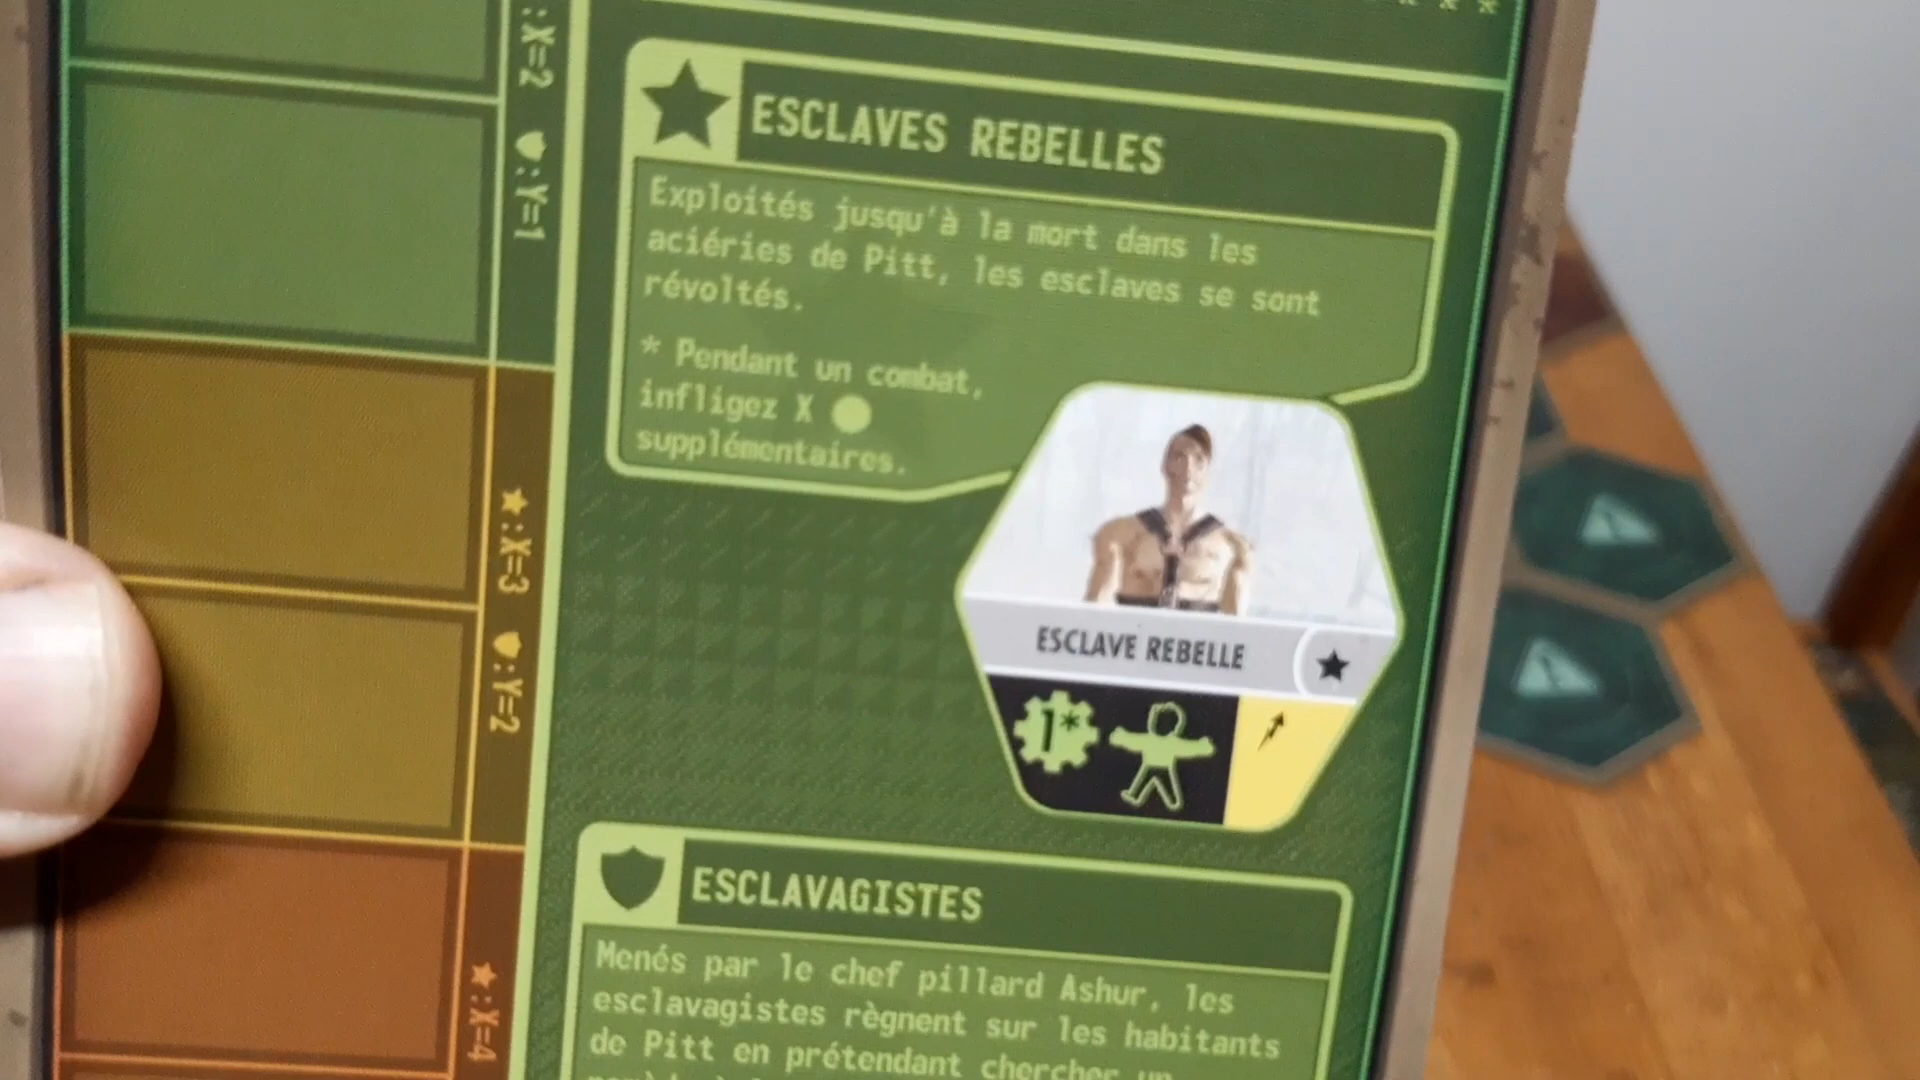 :X=2
:Y=1
ESCLAVES REBELLES
Exploités jusqu'à la mort dans les
aciéries de Pitt, les esclaves se sont
révoltés.
* Pendant un combat,
infligez X
supplémentaires.
:X=3
:Y=2
ESCLAVE REBELLE
1*
ESCLAVAGISTES
Menés par le chef pillard Ashur, les
esclavagistes règnent sur les habitants
de Pitt en prétendant chercher un
:X=4